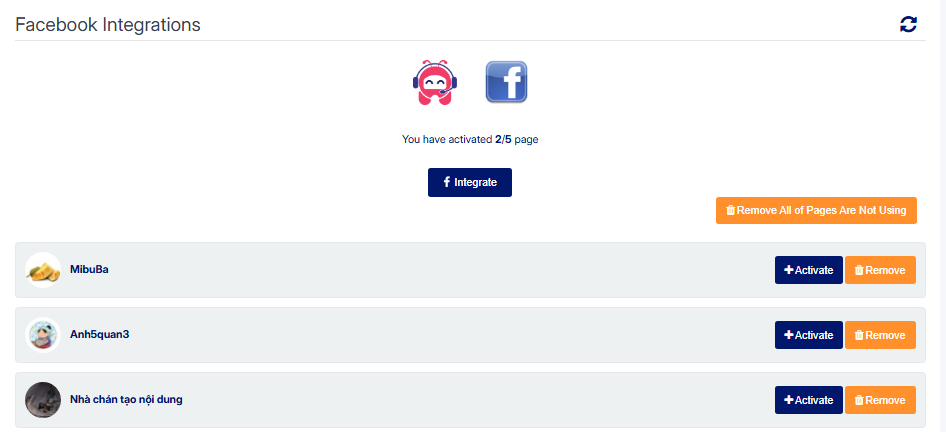 Facebook Integrations
You have activated 2/5 page
Integrate
Remove All of Pages Are Not Using
MibuBa
Activate
Remove
Anh5quan3
Activate
Remove
Nhà chán tạo nội dung
Activate
Remove